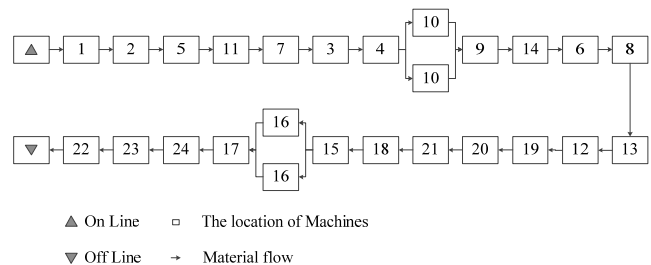 10
1 2 5 11 7 3 4 9 14 6 8
10
16
22 23 24 17 15 18 21 20 19 12 13
16
On Line The location of Machines
Off Line Material flow